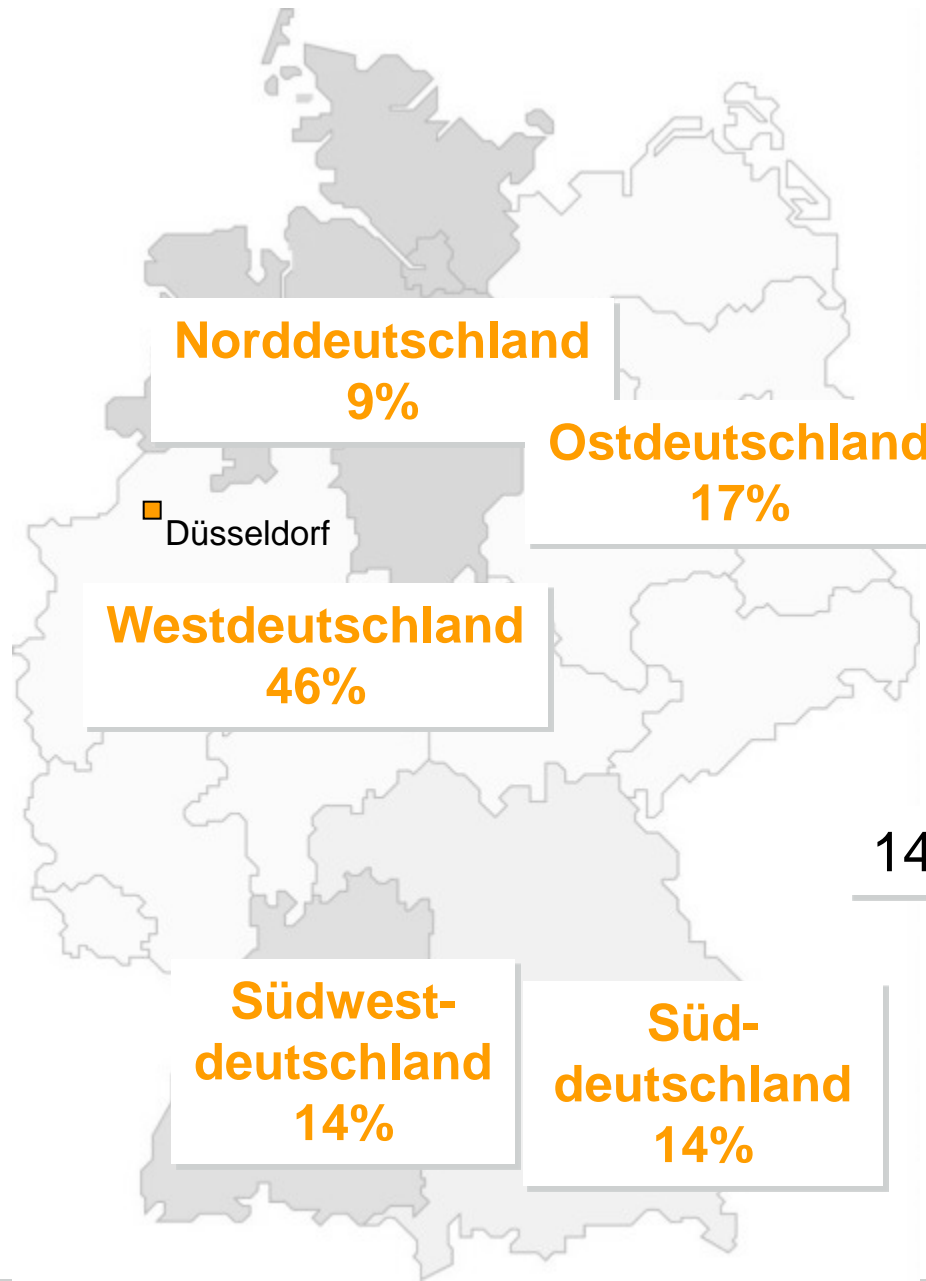 Norddeutschland
9%
Ostdeutschland
17%
Düsseldorf
Westdeutschland
46%
14
Südwest-
deutschland
14%
Süd-
deutschland
14%